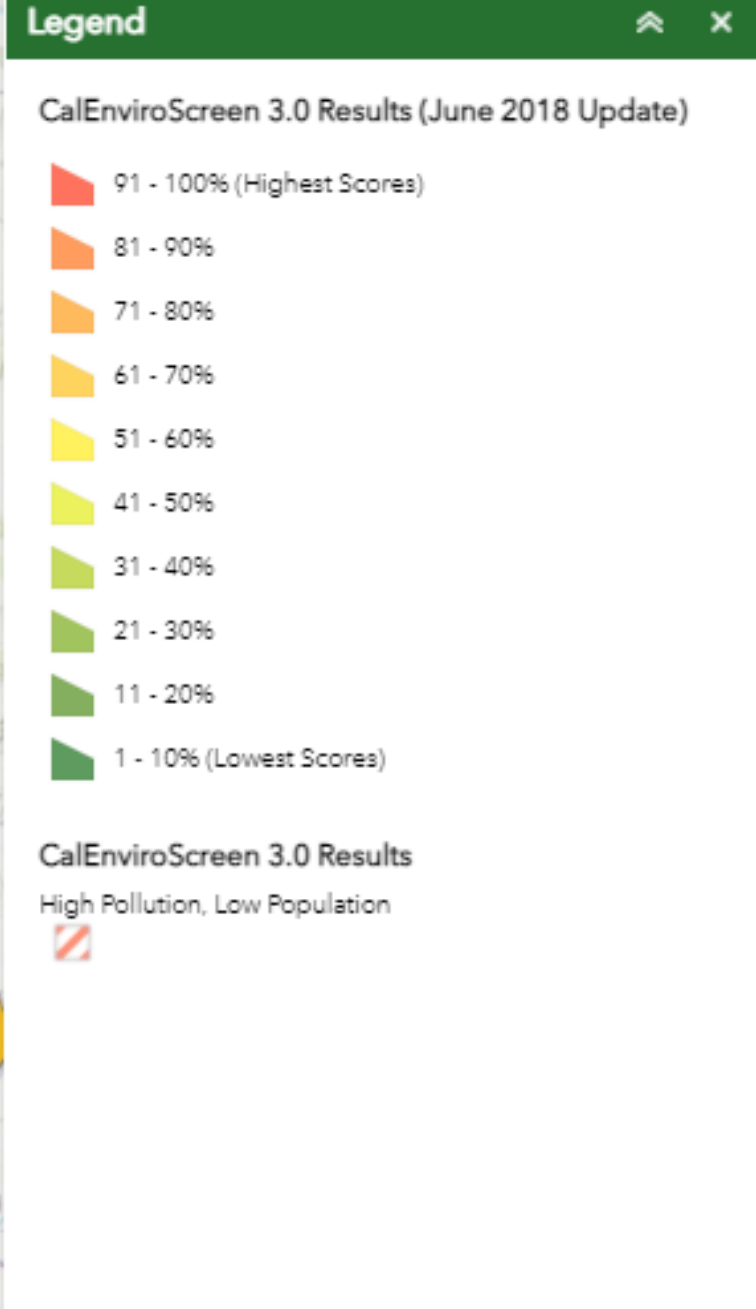 Legend
CalEnviroScreen 3.0 Results (June 2018 Update)
91 - 100% (Highest Scores)
81 - 90%
71 - 80%
61 - 70%
51 - 60%
41 - 50%
31 - 40%
21 - 30%
11 - 20%
1 - 10% (Lowest Scores)
CalEnviroScreen 3.0 Results
High Pollution, Low Population